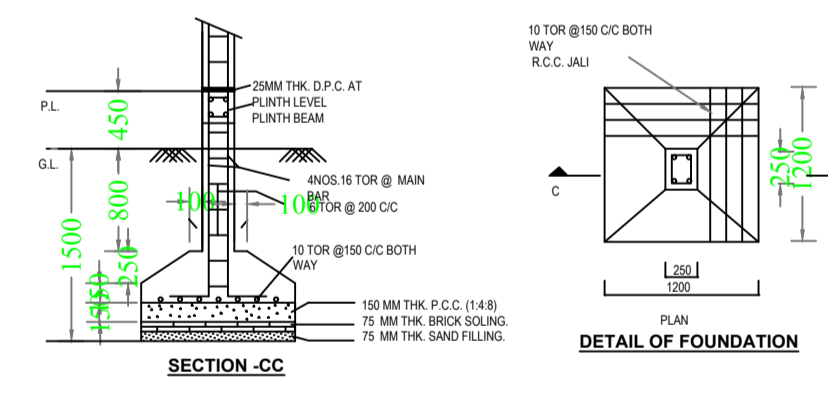 25MM THK. D.P.C. AT
PLINTH LEVEL
PLINTH BEAM
P.L.
450
G.L.
4NOS.16 TOR @ MAIN
BAR
6 TOR @ 200 C/C
100
100
800
1500
250
10 TOR @150 C/C BOTH
WAY
150
150 MM THK. P.C.C. (1:4:8)
75 MM THK. BRICK SOLING.
75 MM THK. SAND FILLING.
SECTION -CC
10 TOR @150 C/C BOTH
WAY
R.C.C. JALI
C
250
1200
250
1200
PLAN
DETAIL OF FOUNDATION